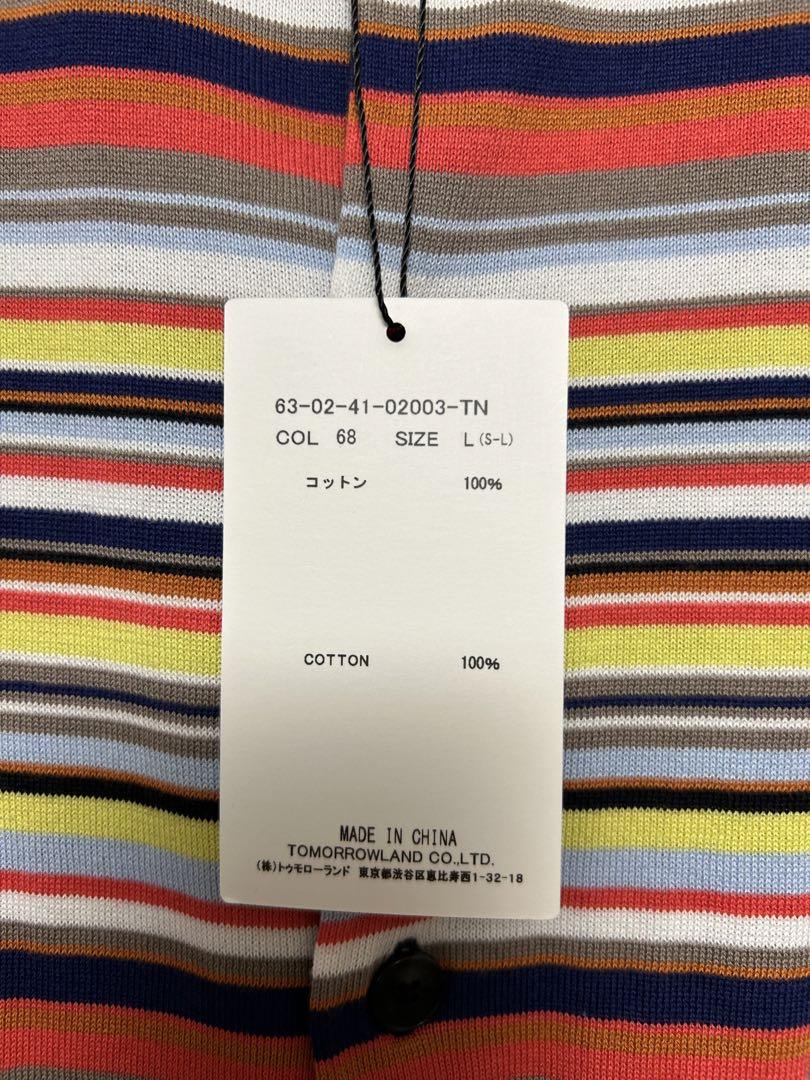 63-02-41-02003-TN
COL 68 SIZE L (S-L)
コットン 100%
COTTON 100%
MADE IN CHINA
TOMORROWLAND CO.,LTD.
(株)トゥモローランド 東京都渋谷区恵比寿西1-32-18